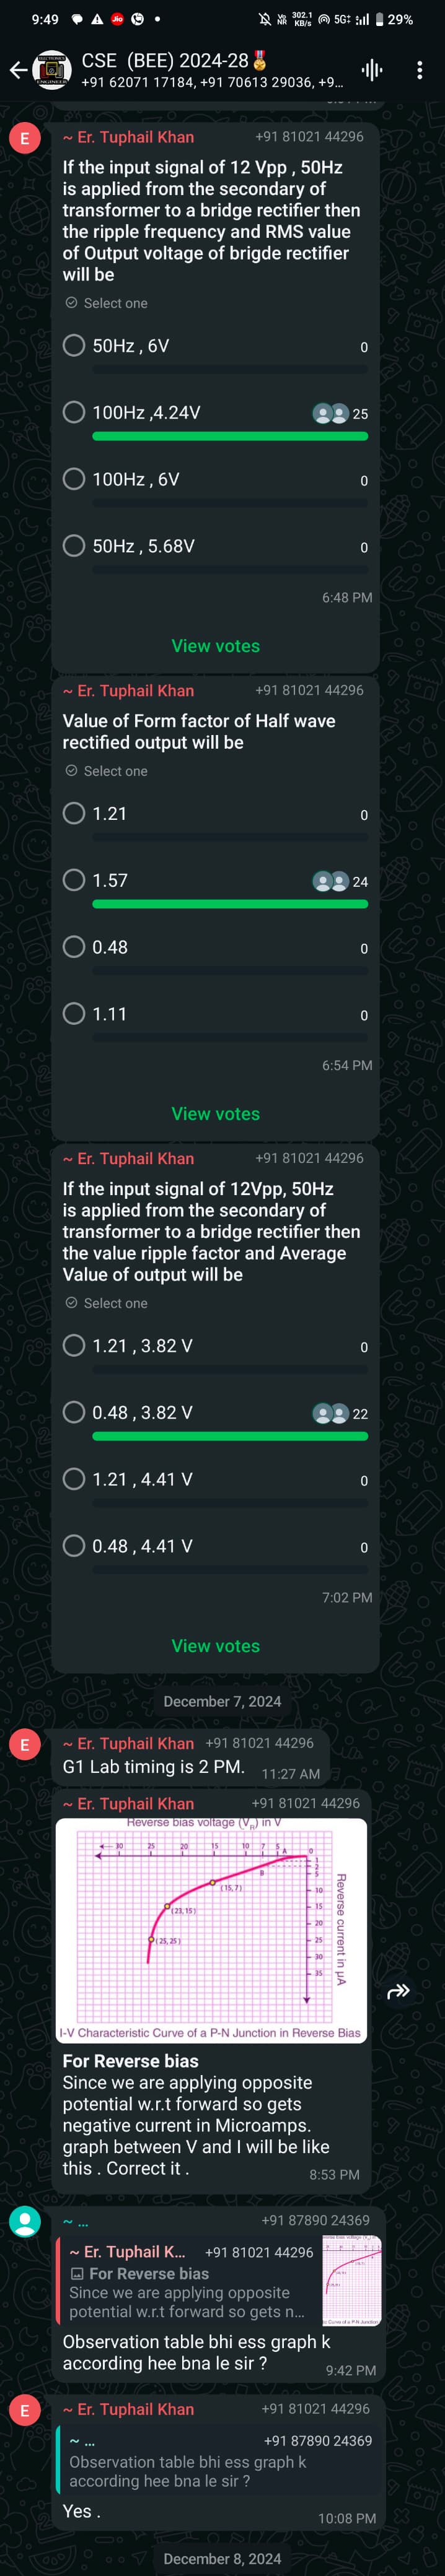 9:49
Jio
Vo NR
302.1 KB/s
5G+
29%
CSE (BEE) 2024-28🏅
+91 62071 17184, +91 70613 29036, +9...
E
~ Er. Tuphail Khan +91 81021 44296
If the input signal of 12 Vpp , 50Hz
is applied from the secondary of
transformer to a bridge rectifier then
the ripple frequency and RMS value
of Output voltage of brigde rectifier
will be
Select one
50Hz , 6V 0
100Hz ,4.24V 25
100Hz , 6V 0
50Hz , 5.68V 0
6:48 PM
View votes
~ Er. Tuphail Khan +91 81021 44296
Value of Form factor of Half wave
rectified output will be
Select one
1.21 0
1.57 24
0.48 0
1.11 0
6:54 PM
View votes
~ Er. Tuphail Khan +91 81021 44296
If the input signal of 12Vpp, 50Hz
is applied from the secondary of
transformer to a bridge rectifier then
the value ripple factor and Average
Value of output will be
Select one
1.21 , 3.82 V 0
0.48 , 3.82 V 22
1.21 , 4.41 V 0
0.48 , 4.41 V 0
7:02 PM
View votes
December 7, 2024
E
~ Er. Tuphail Khan +91 81021 44296
G1 Lab timing is 2 PM. 11:27 AM
~ Er. Tuphail Khan +91 81021 44296
Reverse bias voltage (VR) in V
30 25 20 15 10 7 5 A 0
1
2
5
B
10
(15,7)
15
(23,15)
20
25
(25,25)
30
35
Reverse current in µA
I-V Characteristic Curve of a P-N Junction in Reverse Bias
For Reverse bias
Since we are applying opposite
potential w.r.t forward so gets
negative current in Microamps.
graph between V and I will be like
this . Correct it . 8:53 PM
~ ... +91 87890 24369
~ Er. Tuphail K... +91 81021 44296
For Reverse bias
Since we are applying opposite
potential w.r.t forward so gets n...
Observation table bhi ess graph k
according hee bna le sir ? 9:42 PM
E
~ Er. Tuphail Khan +91 81021 44296
~ ... +91 87890 24369
Observation table bhi ess graph k
according hee bna le sir ?
Yes . 10:08 PM
December 8, 2024